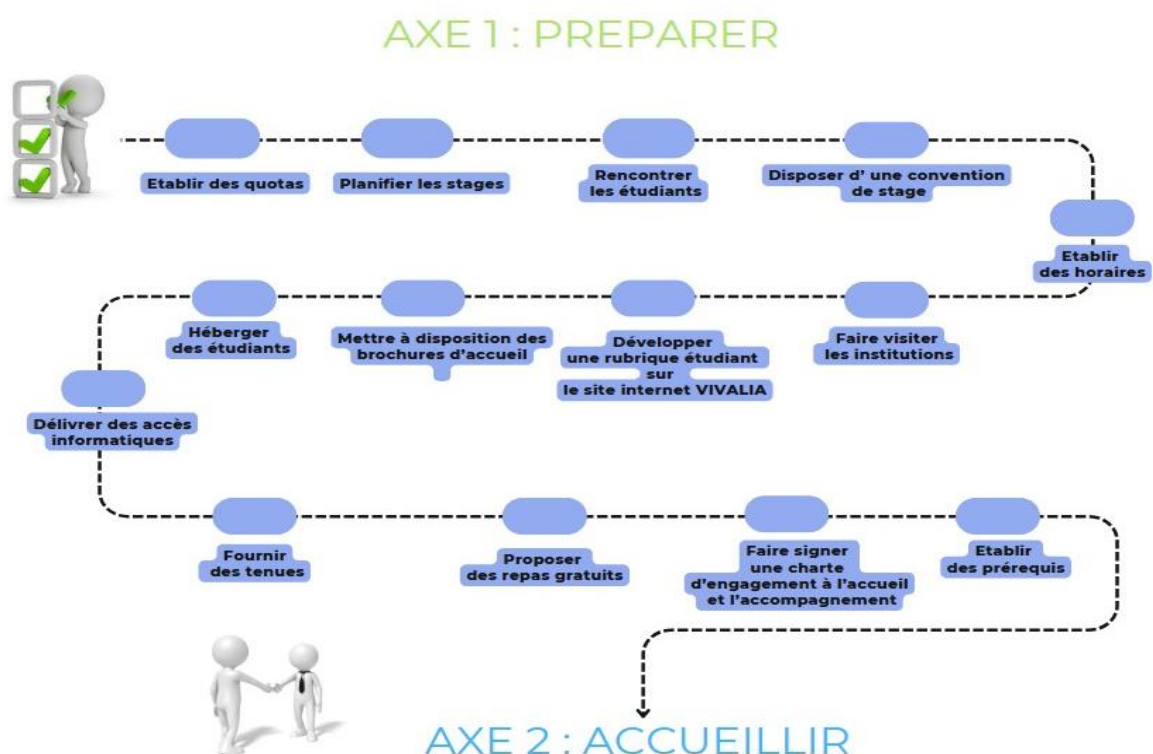 AXE 1 : PREPARER
Etablir des quotas
Planifier les stages
Rencontrer
les étudiants
Disposer d' une convention
de stage
Etablir
des horaires
Faire visiter
les institutions
Développer
une rubrique étudiant
sur
le site internet VIVALIA
Mettre à disposition des
brochures d'accueil
Héberger
des étudiants
Délivrer des accès
informatiques
Fournir
des tenues
Proposer
des repas gratuits
Faire signer
une charte
d'engagement à l'accueil
et l'accompagnement
Etablir
des prérequis
AXE 2 : ACCUEILLIR